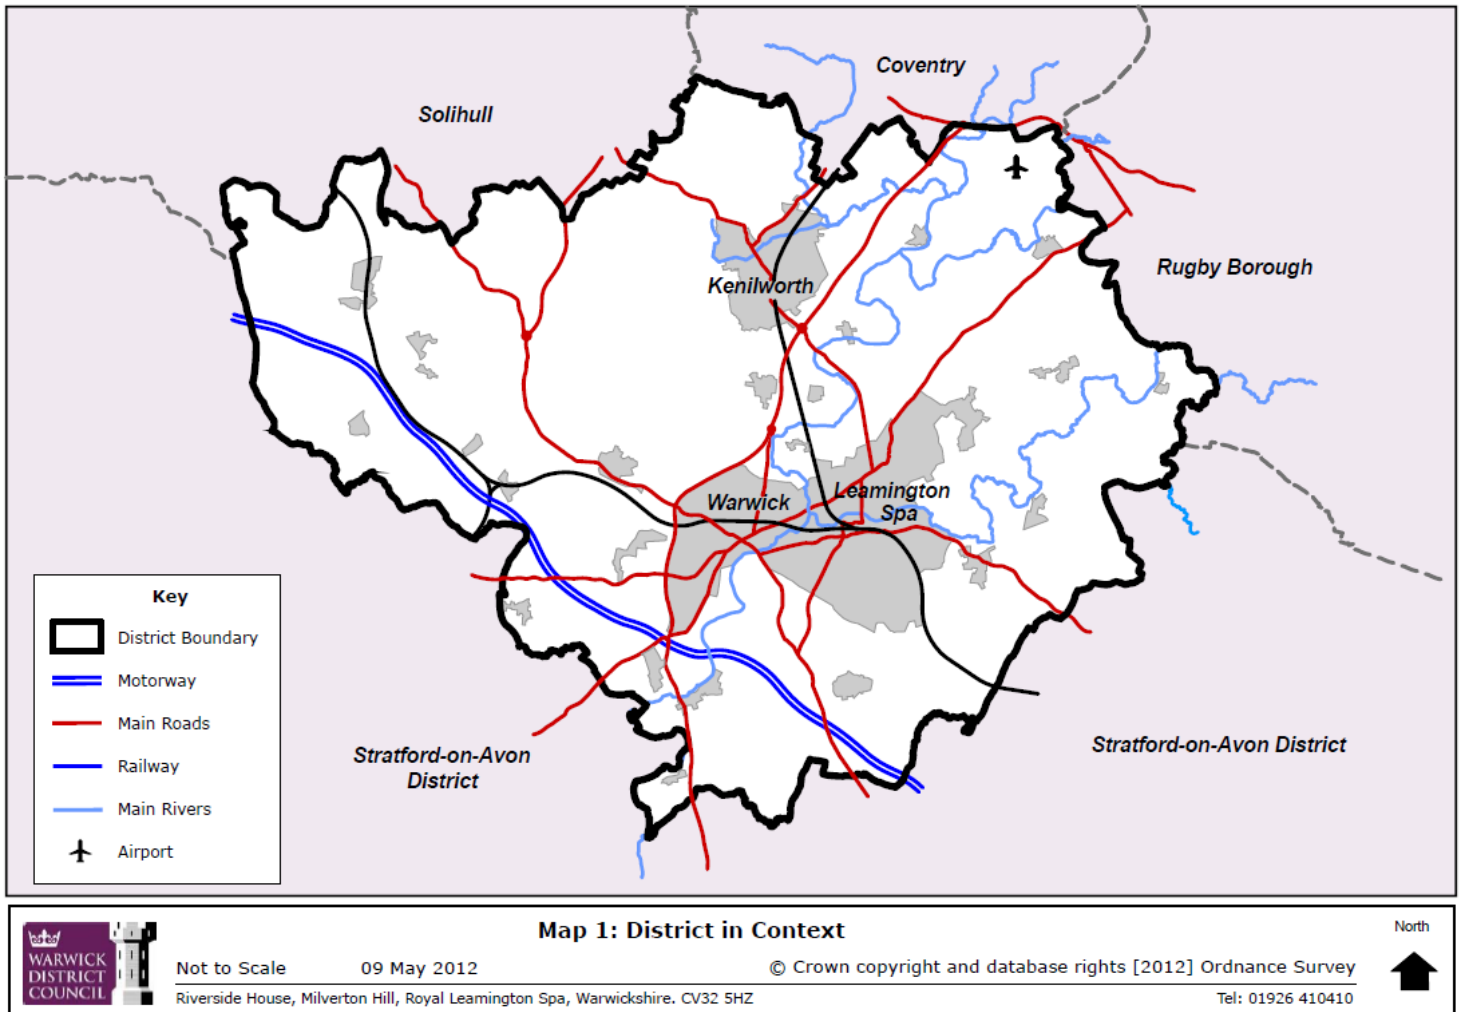 Coventry
Solihull
Rugby Borough
Kenilworth
Warwick
Leamington
Spa
Stratford-on-Avon
District
Stratford-on-Avon District
Key
District Boundary
Motorway
Main Roads
Railway
Main Rivers
Airport
WARWICK
DISTRICT
COUNCIL
Map 1: District in Context
North
Not to Scale 09 May 2012 © Crown copyright and database rights [2012] Ordnance Survey
Riverside House, Milverton Hill, Royal Leamington Spa, Warwickshire. CV32 5HZ Tel: 01926 410410